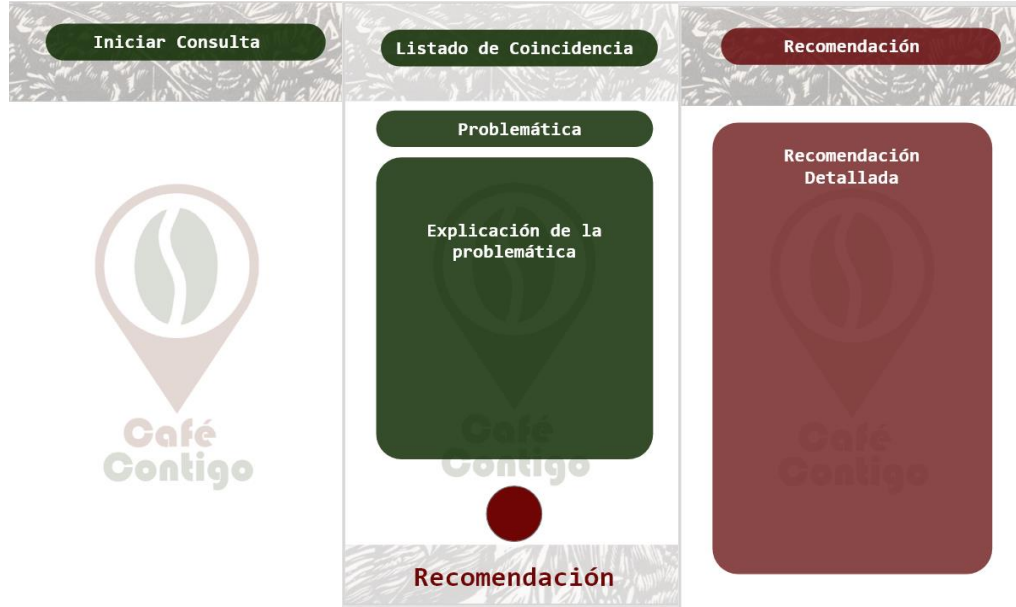 Iniciar Consulta
Café
Contigo
Listado de Coincidencia
Problemática
Explicación de la
problemática
Café
Contigo
Recomendación
Recomendación
Recomendación
Detallada
Café
Contigo